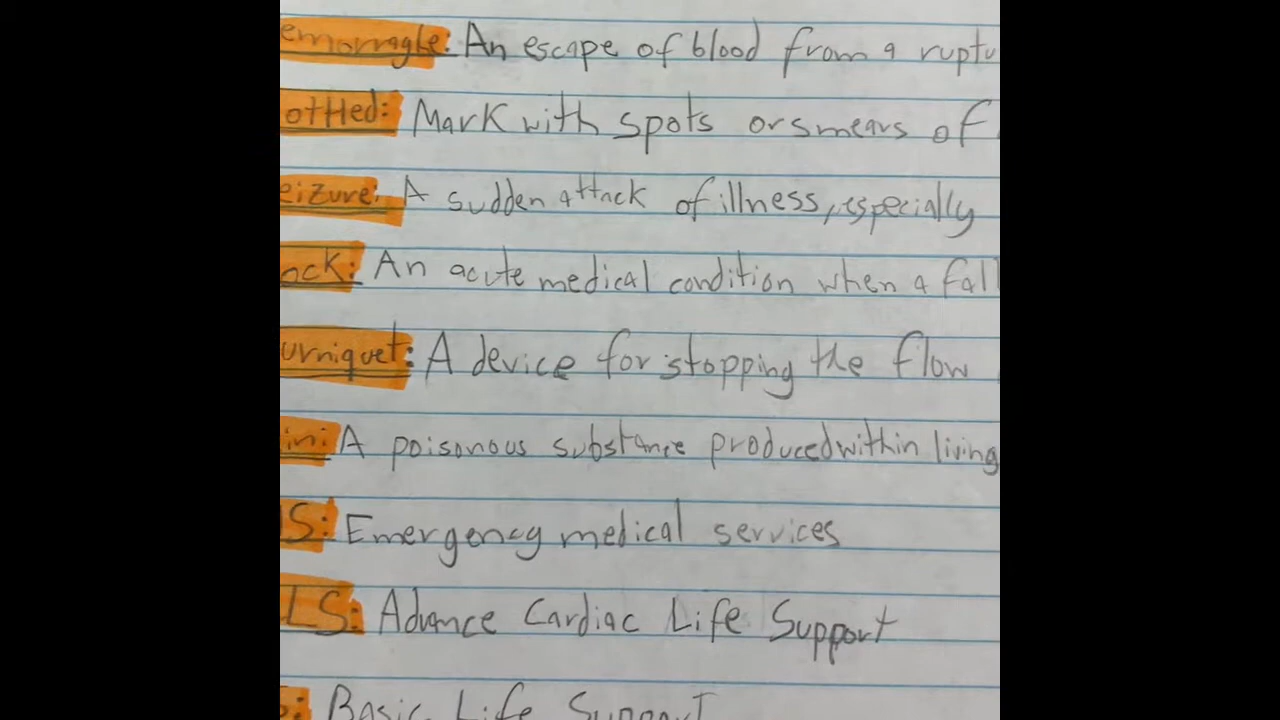 emorragle: An escape of blood from a ruptu
otted: Mark with spots or smears of
eizure: A sudden attack of illness, especially
ock: An acute medical condition when a fall
urniquet: A device for stopping the flow
in: A poisonous substance produced within living
S: Emergency medical services
LS: Advance Cardiac Life Support
: Basic Life Support